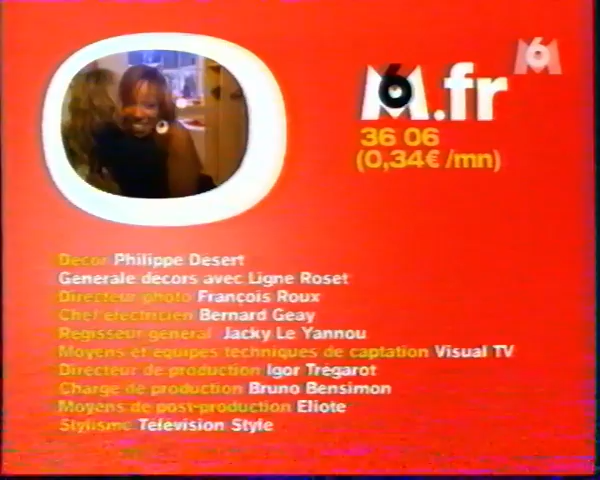 M6
M6.fr
36 06
(0,34€ /mn)
Decor Philippe Desert
Generale decors avec Ligne Roset
Directeur photo François Roux
Chef electricien Bernard Geay
Regisseur general Jacky Le Yannou
Moyens et equipes techniques de captation Visual TV
Directeur de production Igor Tregarot
Charge de production Bruno Bensimon
Moyens de post-production Eliote
Stylisme Television Style